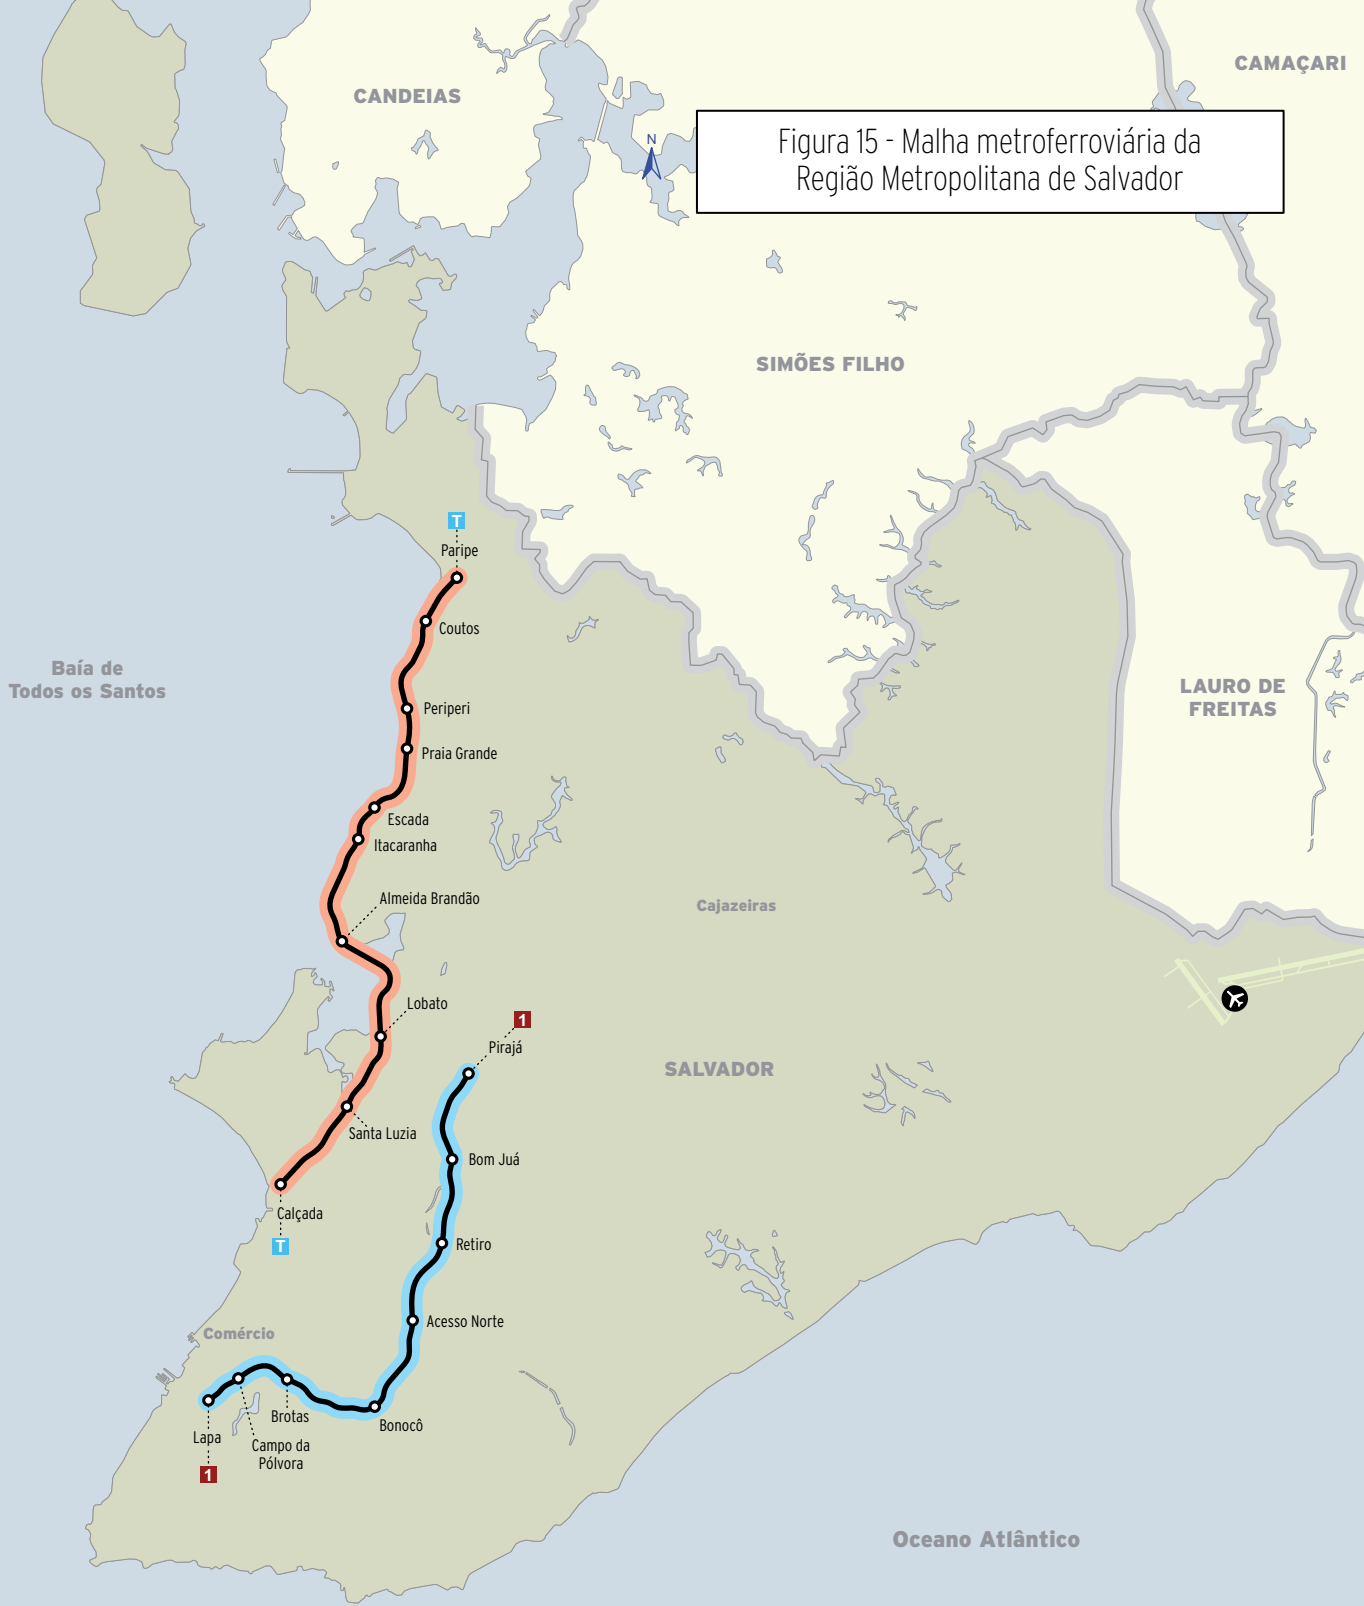 CAMAÇARI
CANDEIAS
N
Figura 15 - Malha metroferroviária da
Região Metropolitana de Salvador
SIMÕES FILHO
T
Paripe
Coutos
Baía de
Todos os Santos
LAURO DE
FREITAS
Periperi
Praia Grande
Escada
Itacaranha
Almeida Brandão
Cajazeiras
Lobato
1
Pirajá
SALVADOR
Santa Luzia
Bom Juá
Calçada
T
Retiro
Acesso Norte
Comércio
Brotas
Bonocô
Lapa
Campo da
Pólvora
1
Oceano Atlântico